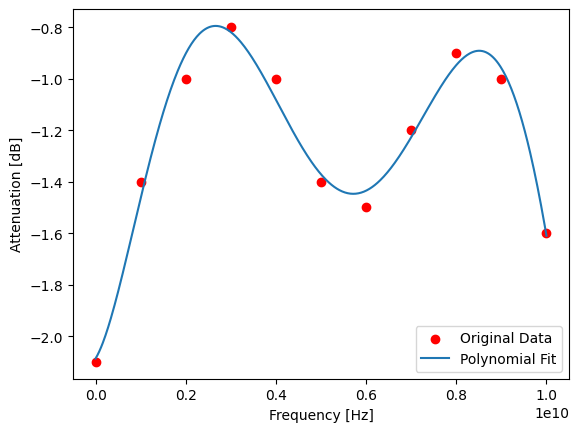 −0.8
−1.0
−1.2
−1.4
−1.6
−1.8
−2.0
Attenuation [dB]
Original Data
Polynomial Fit
0.0 0.2 0.4 0.6 0.8 1.0
1e10
Frequency [Hz]